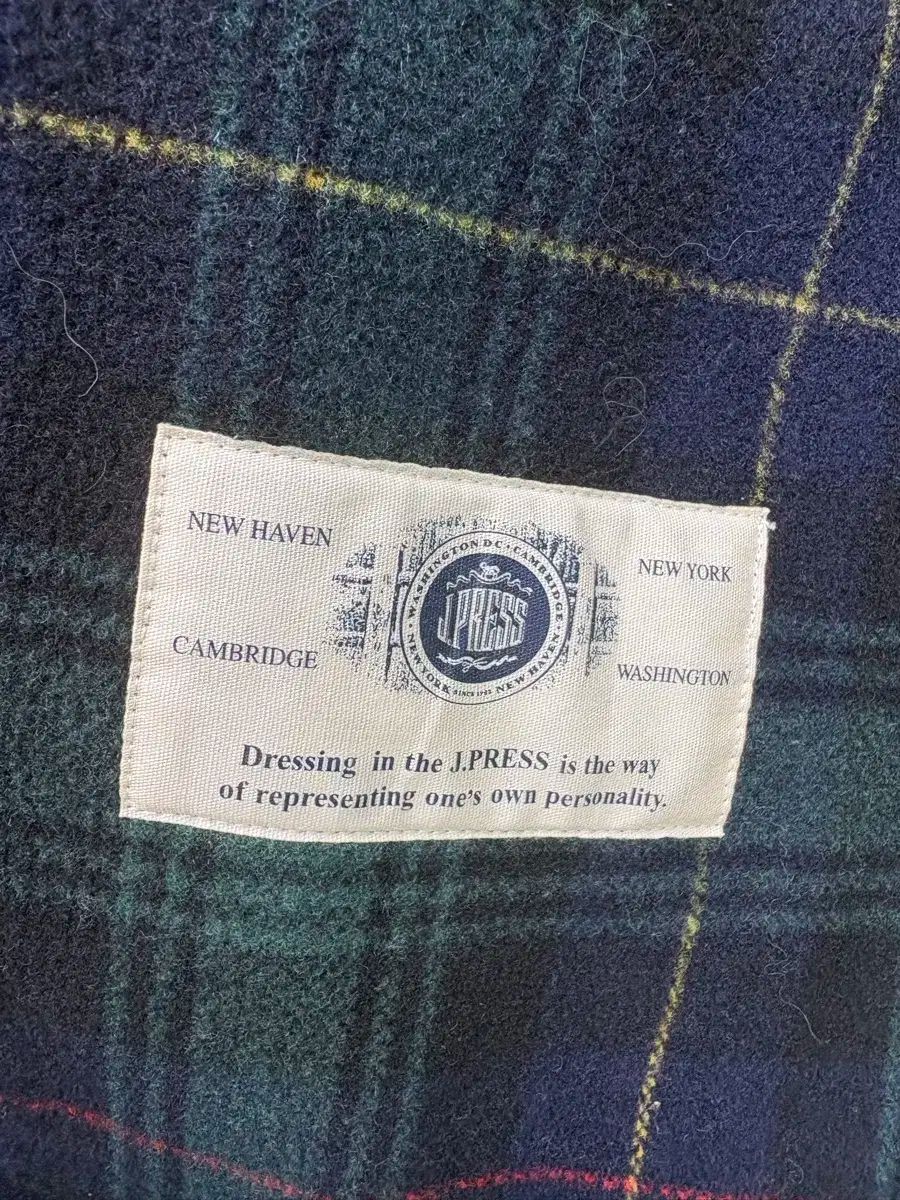 NEW HAVEN
NEW YORK
CAMBRIDGE
WASHINGTON
WASHINGTON DC · CAMBRIDGE ·
J.PRESS
NEW YORK SINCE 1902 NEW HAVEN
Dressing in the J.PRESS is the way
of representing one's own personality.